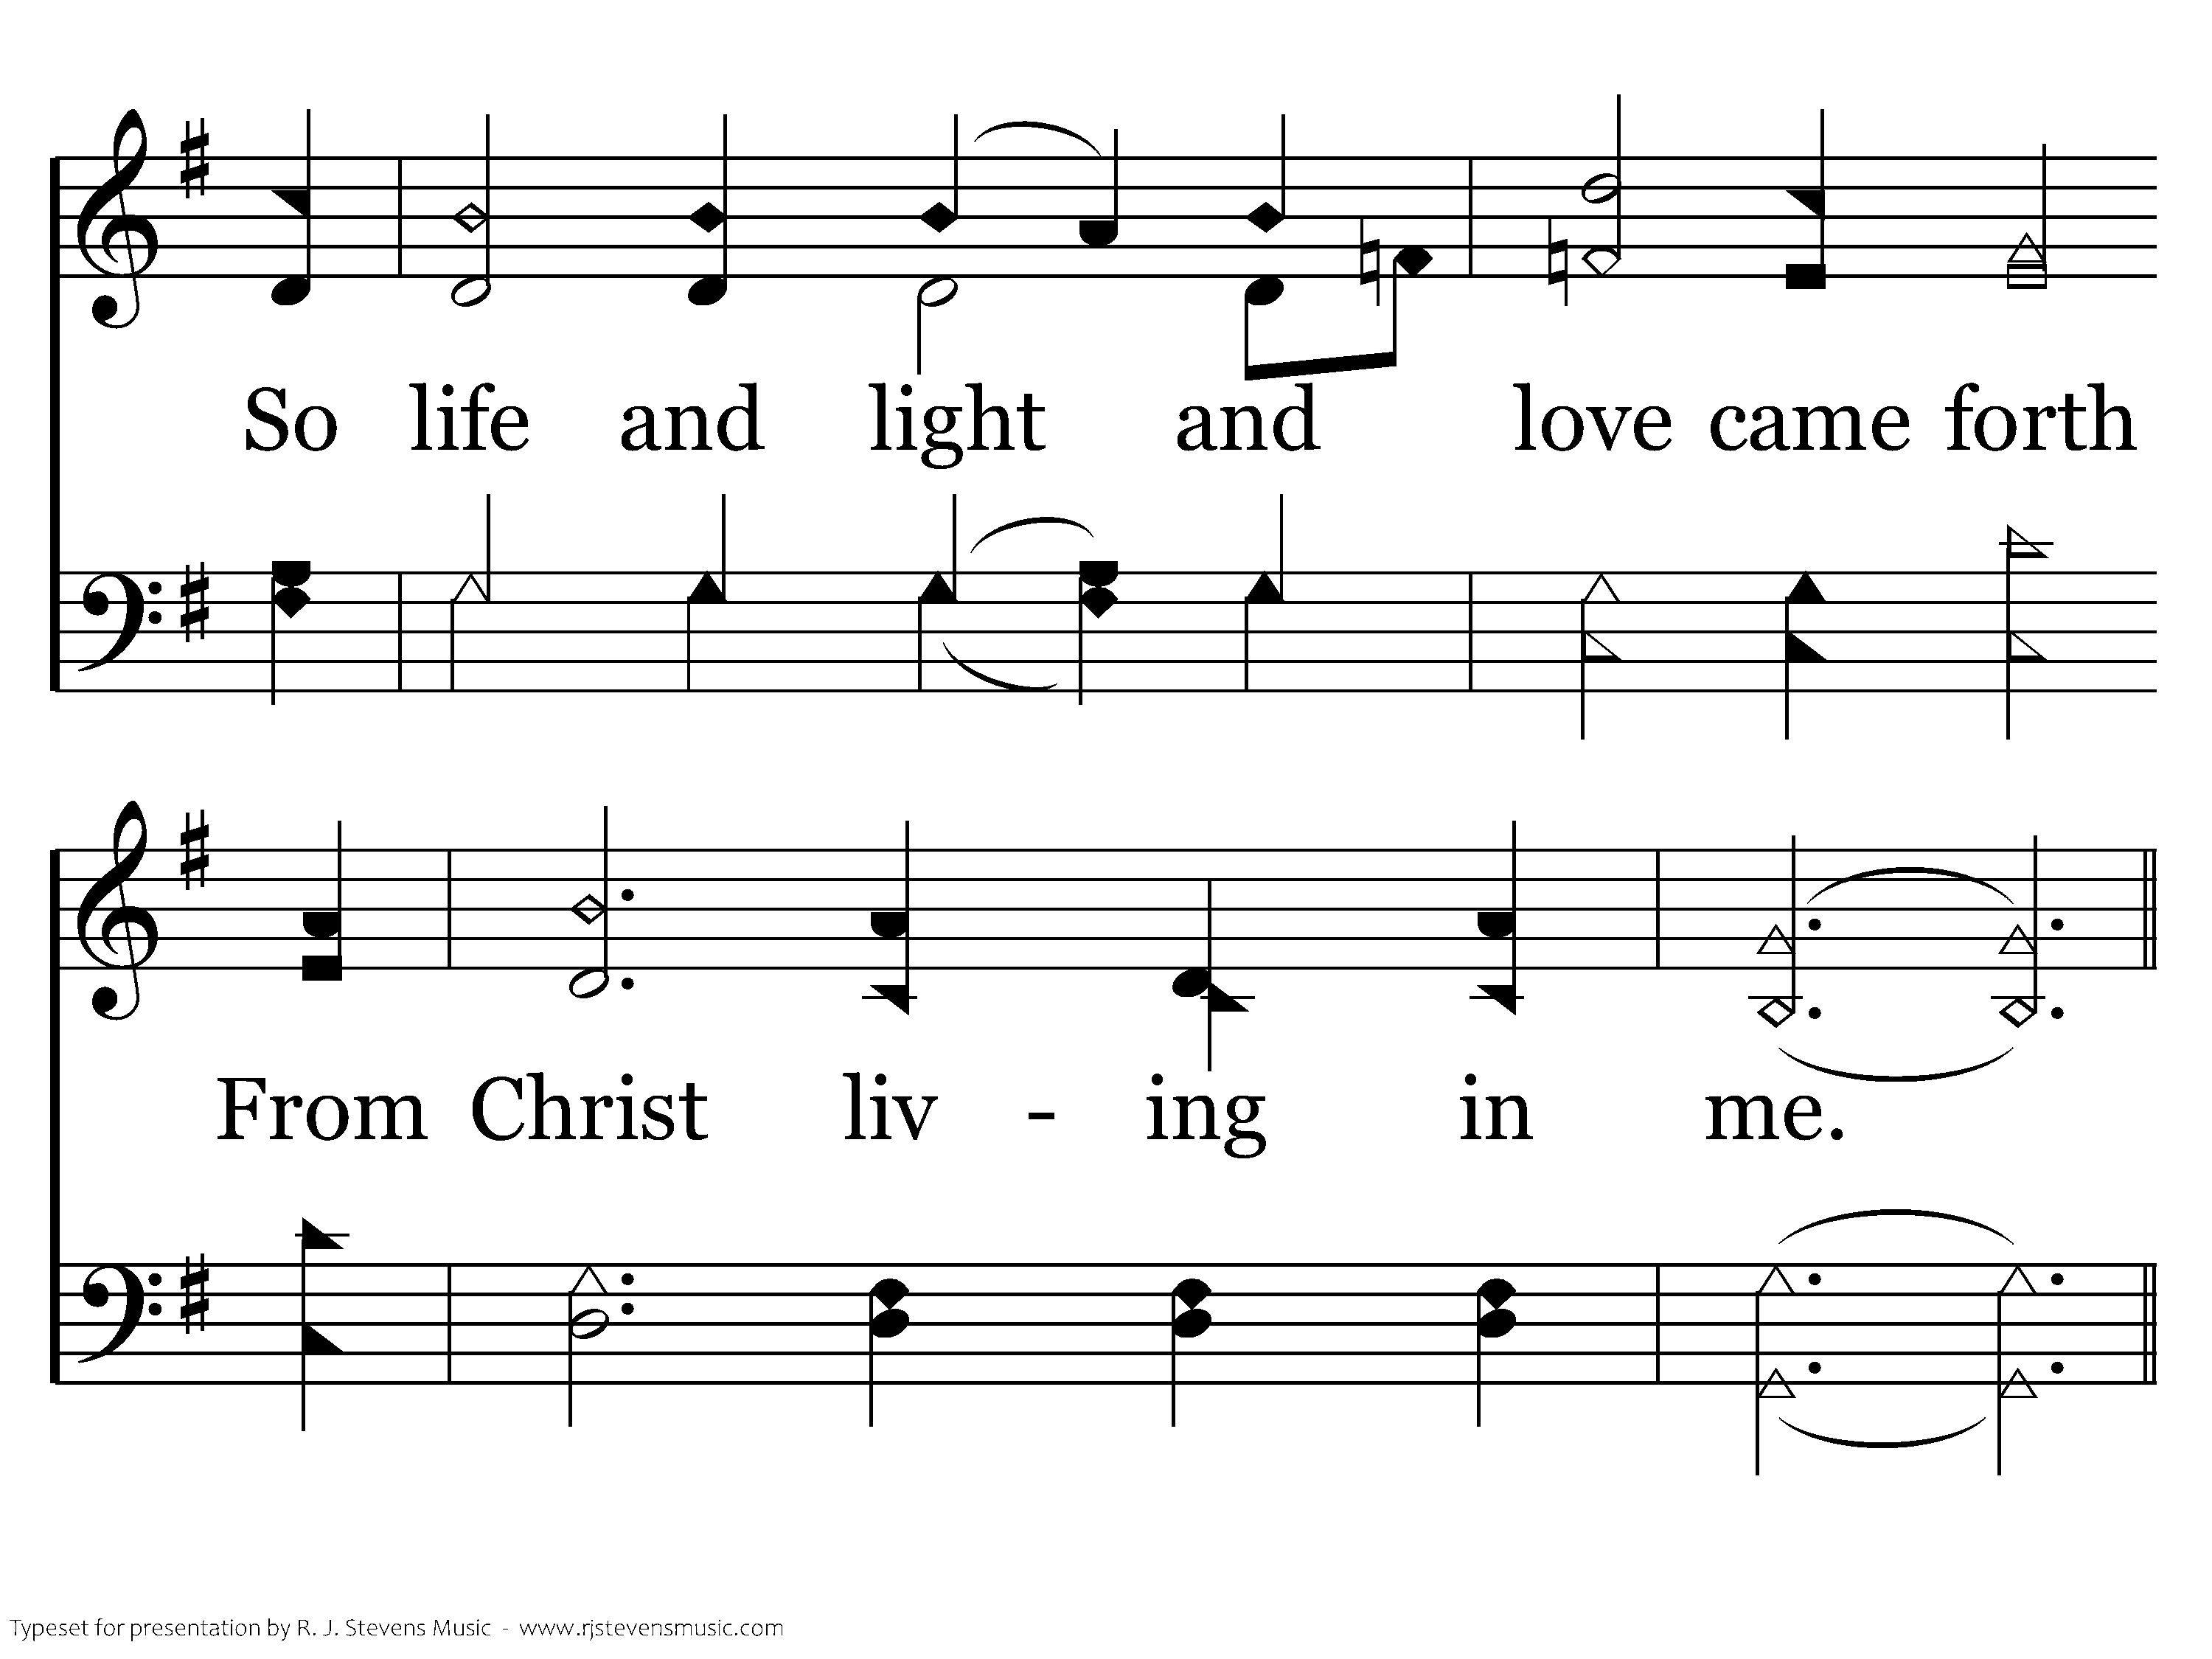 So life and light and love came forth
From Christ liv - ing in me.
Typeset for presentation by R. J. Stevens Music - www.rjstevensmusic.com